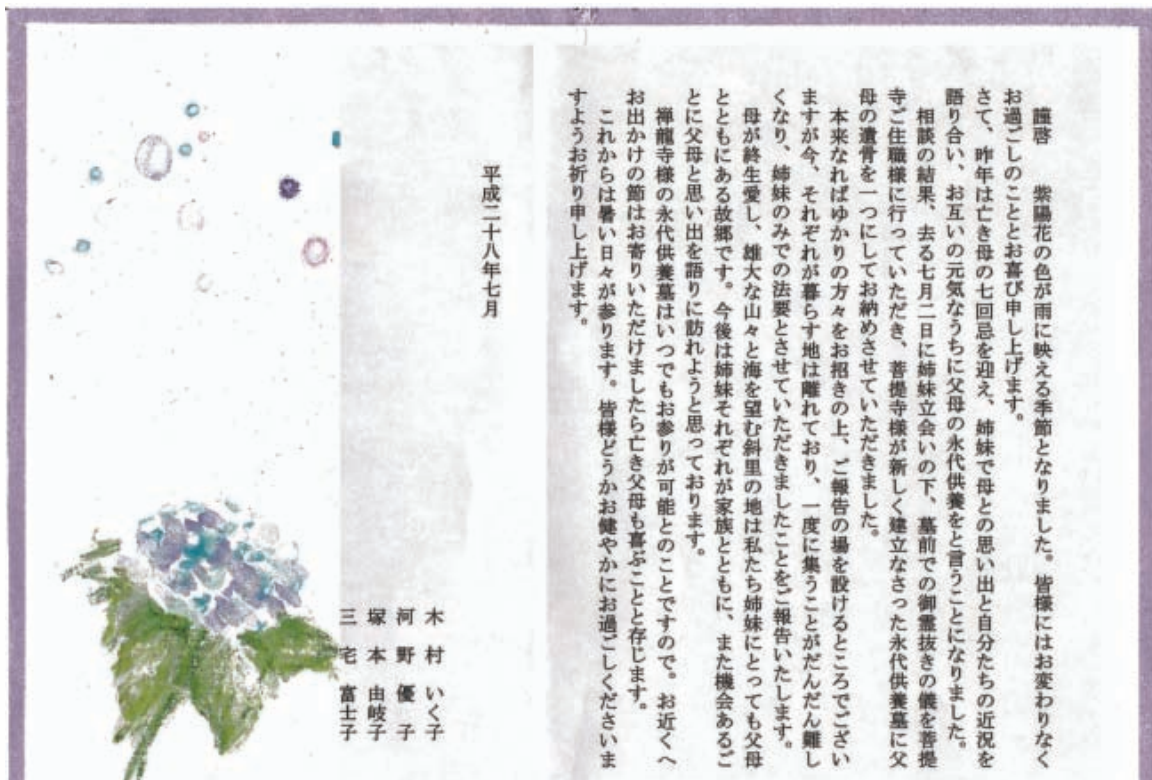 謹啓　紫陽花の色が雨に映える季節となりました。皆様にはお変わりなく
お過ごしのこととお喜び申し上げます。
さて、昨年は亡き母の七回忌を迎え、姉妹で母との思い出と自分たちの近況を
語り合い、お互いの元気なうちに父母の永代供養をと言うことになりました。
相談の結果、去る七月二日に姉妹立会いの下、墓前での御霊抜きの儀を菩提
寺ご住職様に行っていただき、菩提寺様が新しく建立なさった永代供養墓に父
母の遺骨を一つにしてお納めさせていただきました。
本来なればゆかりの方々をお招きの上、ご報告の場を設けるところでござい
ますが今、それぞれが暮らす地は離れており、一度に集うことがだんだん難し
くなり、姉妹のみでの法要とさせていただきましたことをご報告いたします。
母が終生愛し、雄大な山々と海を望む斜里の地は私たち姉妹にとっても父母
とともにある故郷です。今後は姉妹それぞれが家族とともに、また機会あるご
とに父母と思い出を語りに訪れようと思っております。
禅龍寺様の永代供養墓はいつでもお参りが可能とのことですので。お近くへ
お出かけの節はお寄りいただけましたら亡き父母も喜ぶことと存じます。
これからは暑い日々が参ります。皆様どうかお健やかにお過ごしくださいま
すようお祈り申し上げます。
平成二十八年七月
木村　いく子
河野　優子
塚本　由岐子
三宅　富士子